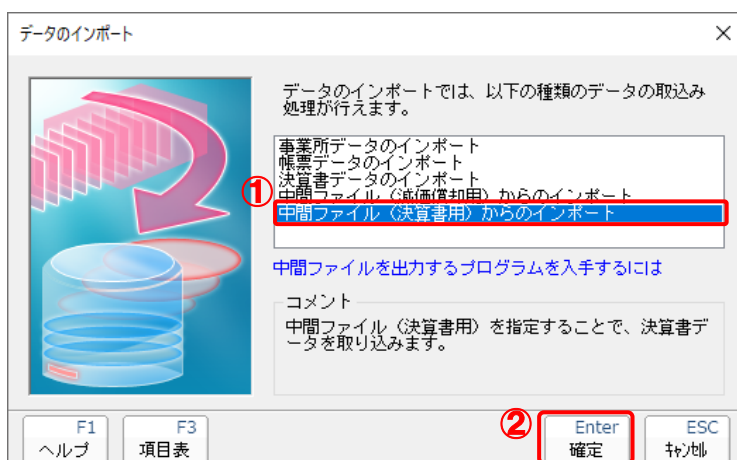 データのインポート
データのインポートでは、以下の種類のデータの取込み
処理が行えます。
事業所データのインポート
帳票データのインポート
決算書データのインポート
①
中間ファイル（減価償却用）からのインポート
中間ファイル（決算書用）からのインポート
中間ファイルを出力するプログラムを入手するには
コメント
中間ファイル（決算書用）を指定することで、決算書デ
ータを取り込みます。
F1
ヘルプ
F3
項目表
②
Enter
確定
ESC
ｷｬﾝｾﾙ